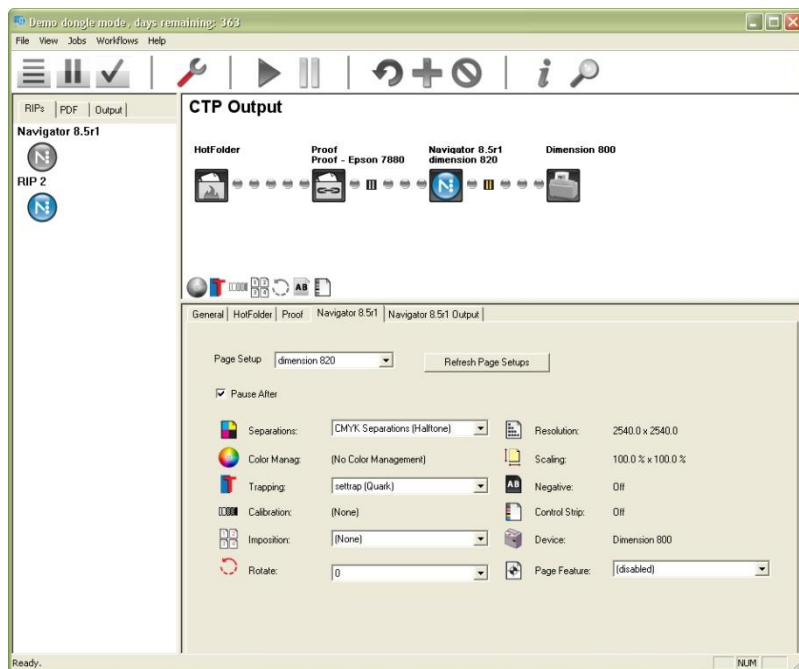 Demo dongle mode, days remaining: 363
File View Jobs Workflows Help
RIPs PDF Output
Navigator 8.5r1
RIP 2
CTP Output
HotFolder Proof Navigator 8.5r1 Dimension 800
Proof - Epson 7880 dimension 820
AB
General HotFolder Proof Navigator 8.5r1 Navigator 8.5r1 Output
Page Setup dimension 820 Refresh Page Setups
Pause After
Separations: CMYK Separations (Halftone) Resolution: 2540.0 x 2540.0
Color Manag: (No Color Management) Scaling: 100.0 % x 100.0 %
Trapping: settrap (Quark) AB Negative: Off
Calibration: (None) Control Strip: Off
Imposition: (None) Device: Dimension 800
Rotate: 0 Page Feature: (disabled)
Ready. NUM